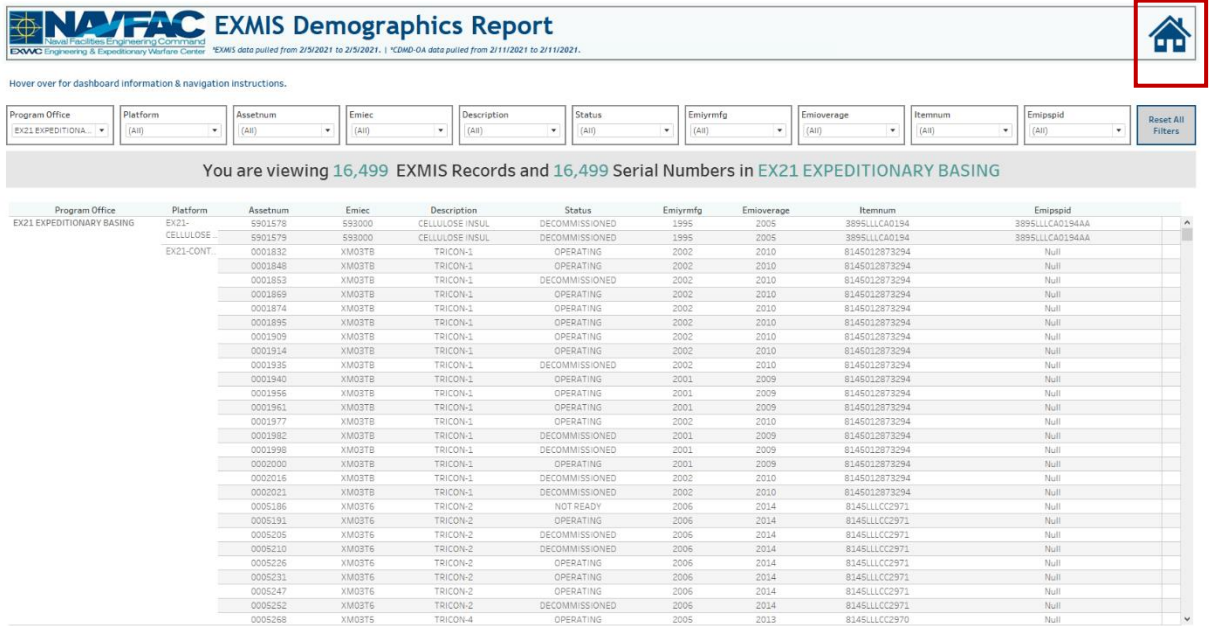 NAVFAC EXMIS Demographics Report
Naval Facilities Engineering Command
EXWC Engineering & Expeditionary Warfare Center *EXMIS data pulled from 2/5/2021 to 2/5/2021. | *CDMD-OA data pulled from 2/11/2021 to 2/11/2021.
Hover over for dashboard information & navigation instructions.
Program Office Platform Assetnum Emiec Description Status Emiyrmfg Emioverage Itemnum Emipspid Reset All
EX21 EXPEDITIONA... (All) (All) (All) (All) (All) (All) (All) (All) (All) Filters
You are viewing 16,499 EXMIS Records and 16,499 Serial Numbers in EX21 EXPEDITIONARY BASING
Program Office Platform Assetnum Emiec Description Status Emiyrmfg Emioverage Itemnum Emipspid
EX21 EXPEDITIONARY BASING EX21- 5901578 593000 CELLULOSE INSUL DECOMMISSIONED 1995 2005 3895LLLCA0194 3895LLLCA0194AA
CELLULOSE... 5901579 593000 CELLULOSE INSUL DECOMMISSIONED 1995 2005 3895LLLCA0194 3895LLLCA0194AA
EX21-CONT... 0001832 XM03TB TRICON-1 OPERATING 2002 2010 8145012873294 Null
0001848 XM03TB TRICON-1 OPERATING 2002 2010 8145012873294 Null
0001853 XM03TB TRICON-1 DECOMMISSIONED 2002 2010 8145012873294 Null
0001869 XM03TB TRICON-1 OPERATING 2002 2010 8145012873294 Null
0001874 XM03TB TRICON-1 OPERATING 2002 2010 8145012873294 Null
0001895 XM03TB TRICON-1 OPERATING 2002 2010 8145012873294 Null
0001909 XM03TB TRICON-1 OPERATING 2002 2010 8145012873294 Null
0001914 XM03TB TRICON-1 OPERATING 2002 2010 8145012873294 Null
0001935 XM03TB TRICON-1 DECOMMISSIONED 2002 2010 8145012873294 Null
0001940 XM03TB TRICON-1 OPERATING 2001 2009 8145012873294 Null
0001956 XM03TB TRICON-1 OPERATING 2001 2009 8145012873294 Null
0001961 XM03TB TRICON-1 OPERATING 2001 2009 8145012873294 Null
0001977 XM03TB TRICON-1 OPERATING 2002 2010 8145012873294 Null
0001982 XM03TB TRICON-1 DECOMMISSIONED 2001 2009 8145012873294 Null
0001998 XM03TB TRICON-1 DECOMMISSIONED 2001 2009 8145012873294 Null
0002000 XM03TB TRICON-1 OPERATING 2001 2009 8145012873294 Null
0002016 XM03TB TRICON-1 DECOMMISSIONED 2002 2010 8145012873294 Null
0002021 XM03TB TRICON-1 DECOMMISSIONED 2002 2010 8145012873294 Null
0005186 XM03T6 TRICON-2 NOT READY 2006 2014 8145LLLCC2971 Null
0005191 XM03T6 TRICON-2 OPERATING 2006 2014 8145LLLCC2971 Null
0005205 XM03T6 TRICON-2 DECOMMISSIONED 2006 2014 8145LLLCC2971 Null
0005210 XM03T6 TRICON-2 DECOMMISSIONED 2006 2014 8145LLLCC2971 Null
0005226 XM03T6 TRICON-2 OPERATING 2006 2014 8145LLLCC2971 Null
0005231 XM03T6 TRICON-2 OPERATING 2006 2014 8145LLLCC2971 Null
0005247 XM03T6 TRICON-2 OPERATING 2006 2014 8145LLLCC2971 Null
0005252 XM03T6 TRICON-2 DECOMMISSIONED 2006 2014 8145LLLCC2971 Null
0005268 XM03T5 TRICON-4 OPERATING 2005 2013 8145LLLCC2970 Null